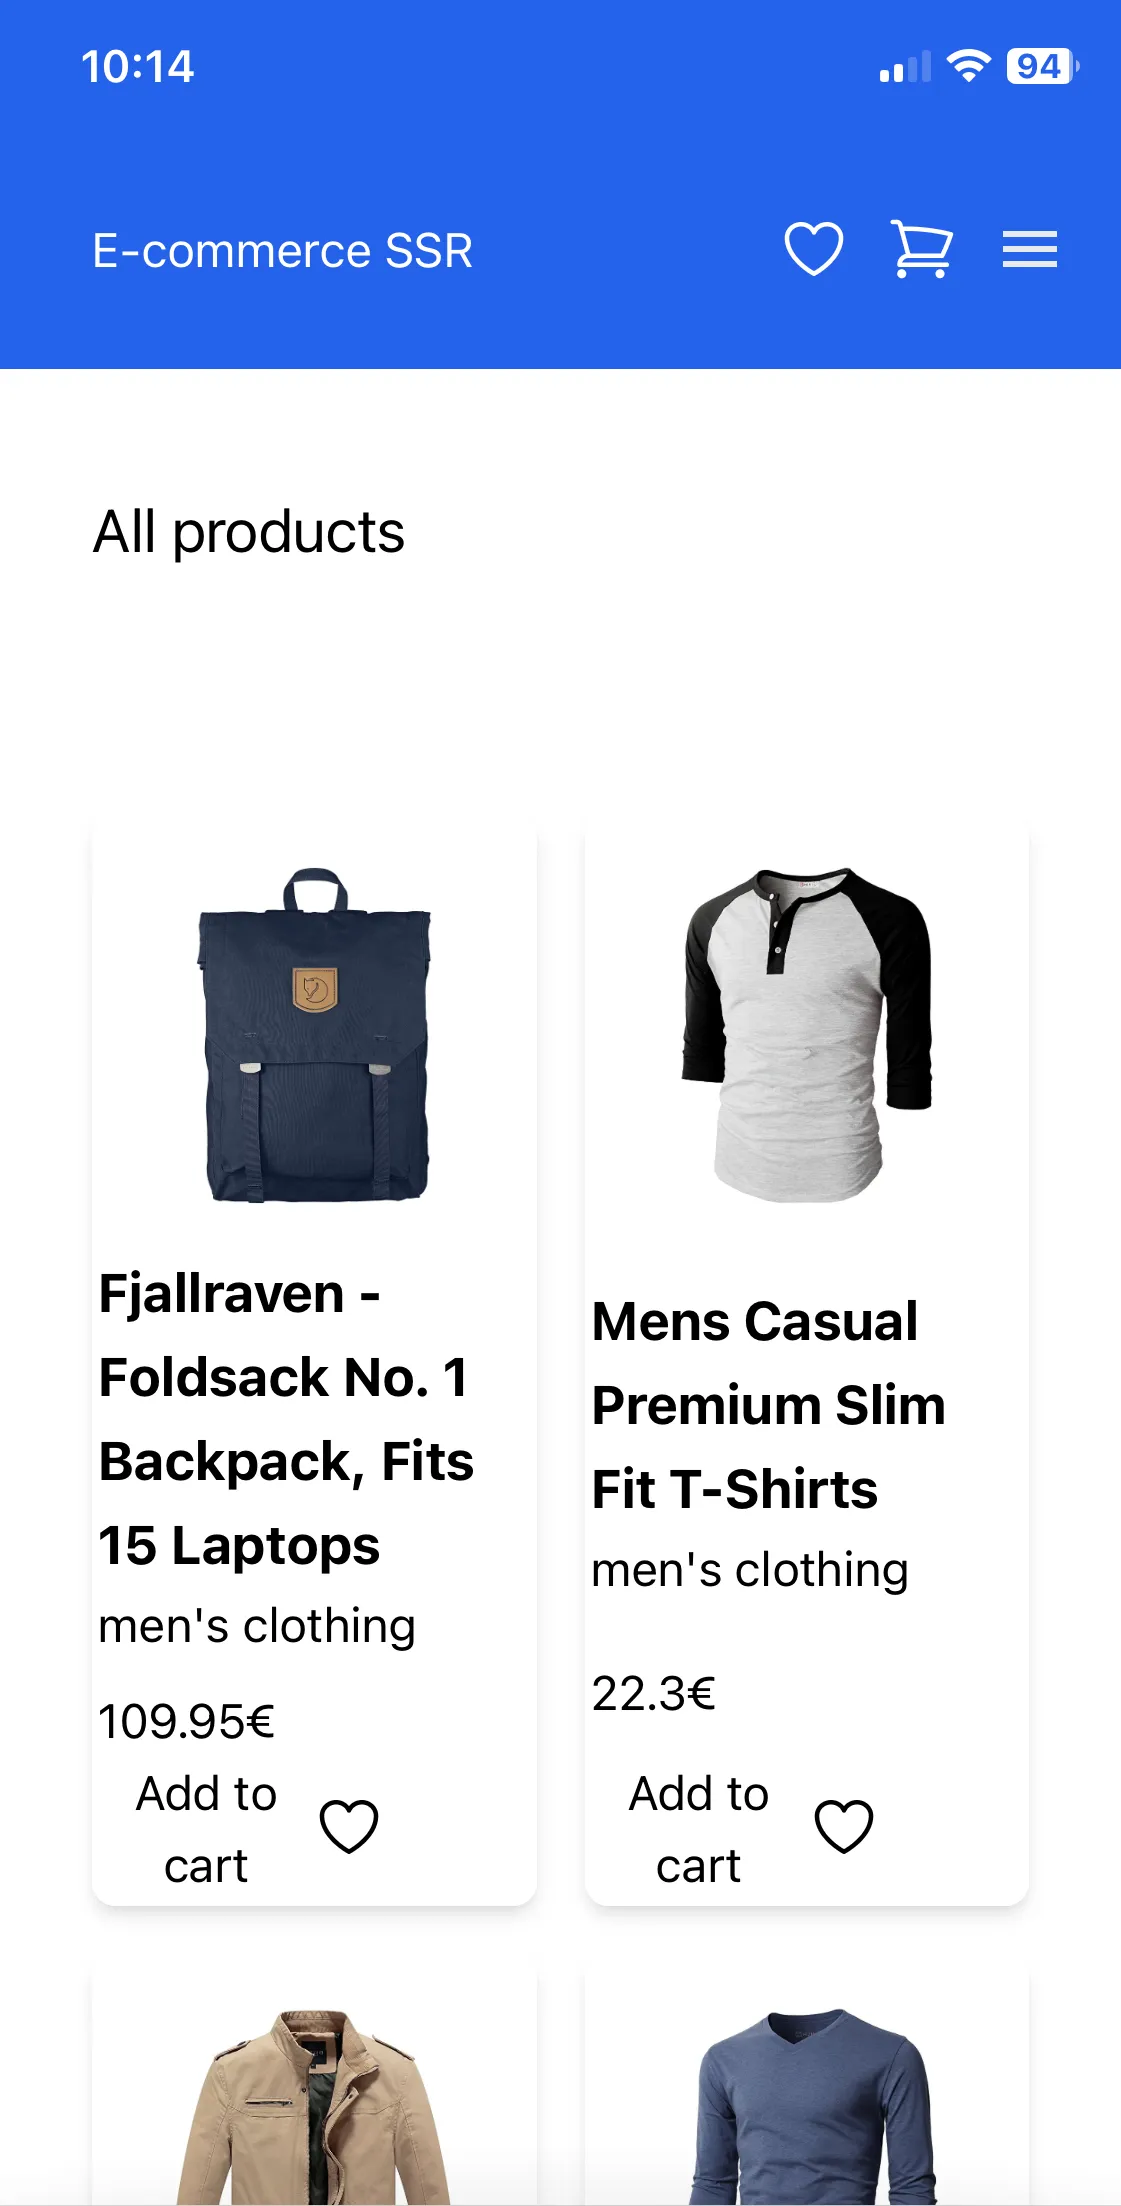 10:14
94
E-commerce SSR
All products
Fjallraven -
Foldsack No. 1
Backpack, Fits
15 Laptops
men's clothing
109.95€
Add to
cart
Mens Casual
Premium Slim
Fit T-Shirts
men's clothing
22.3€
Add to
cart